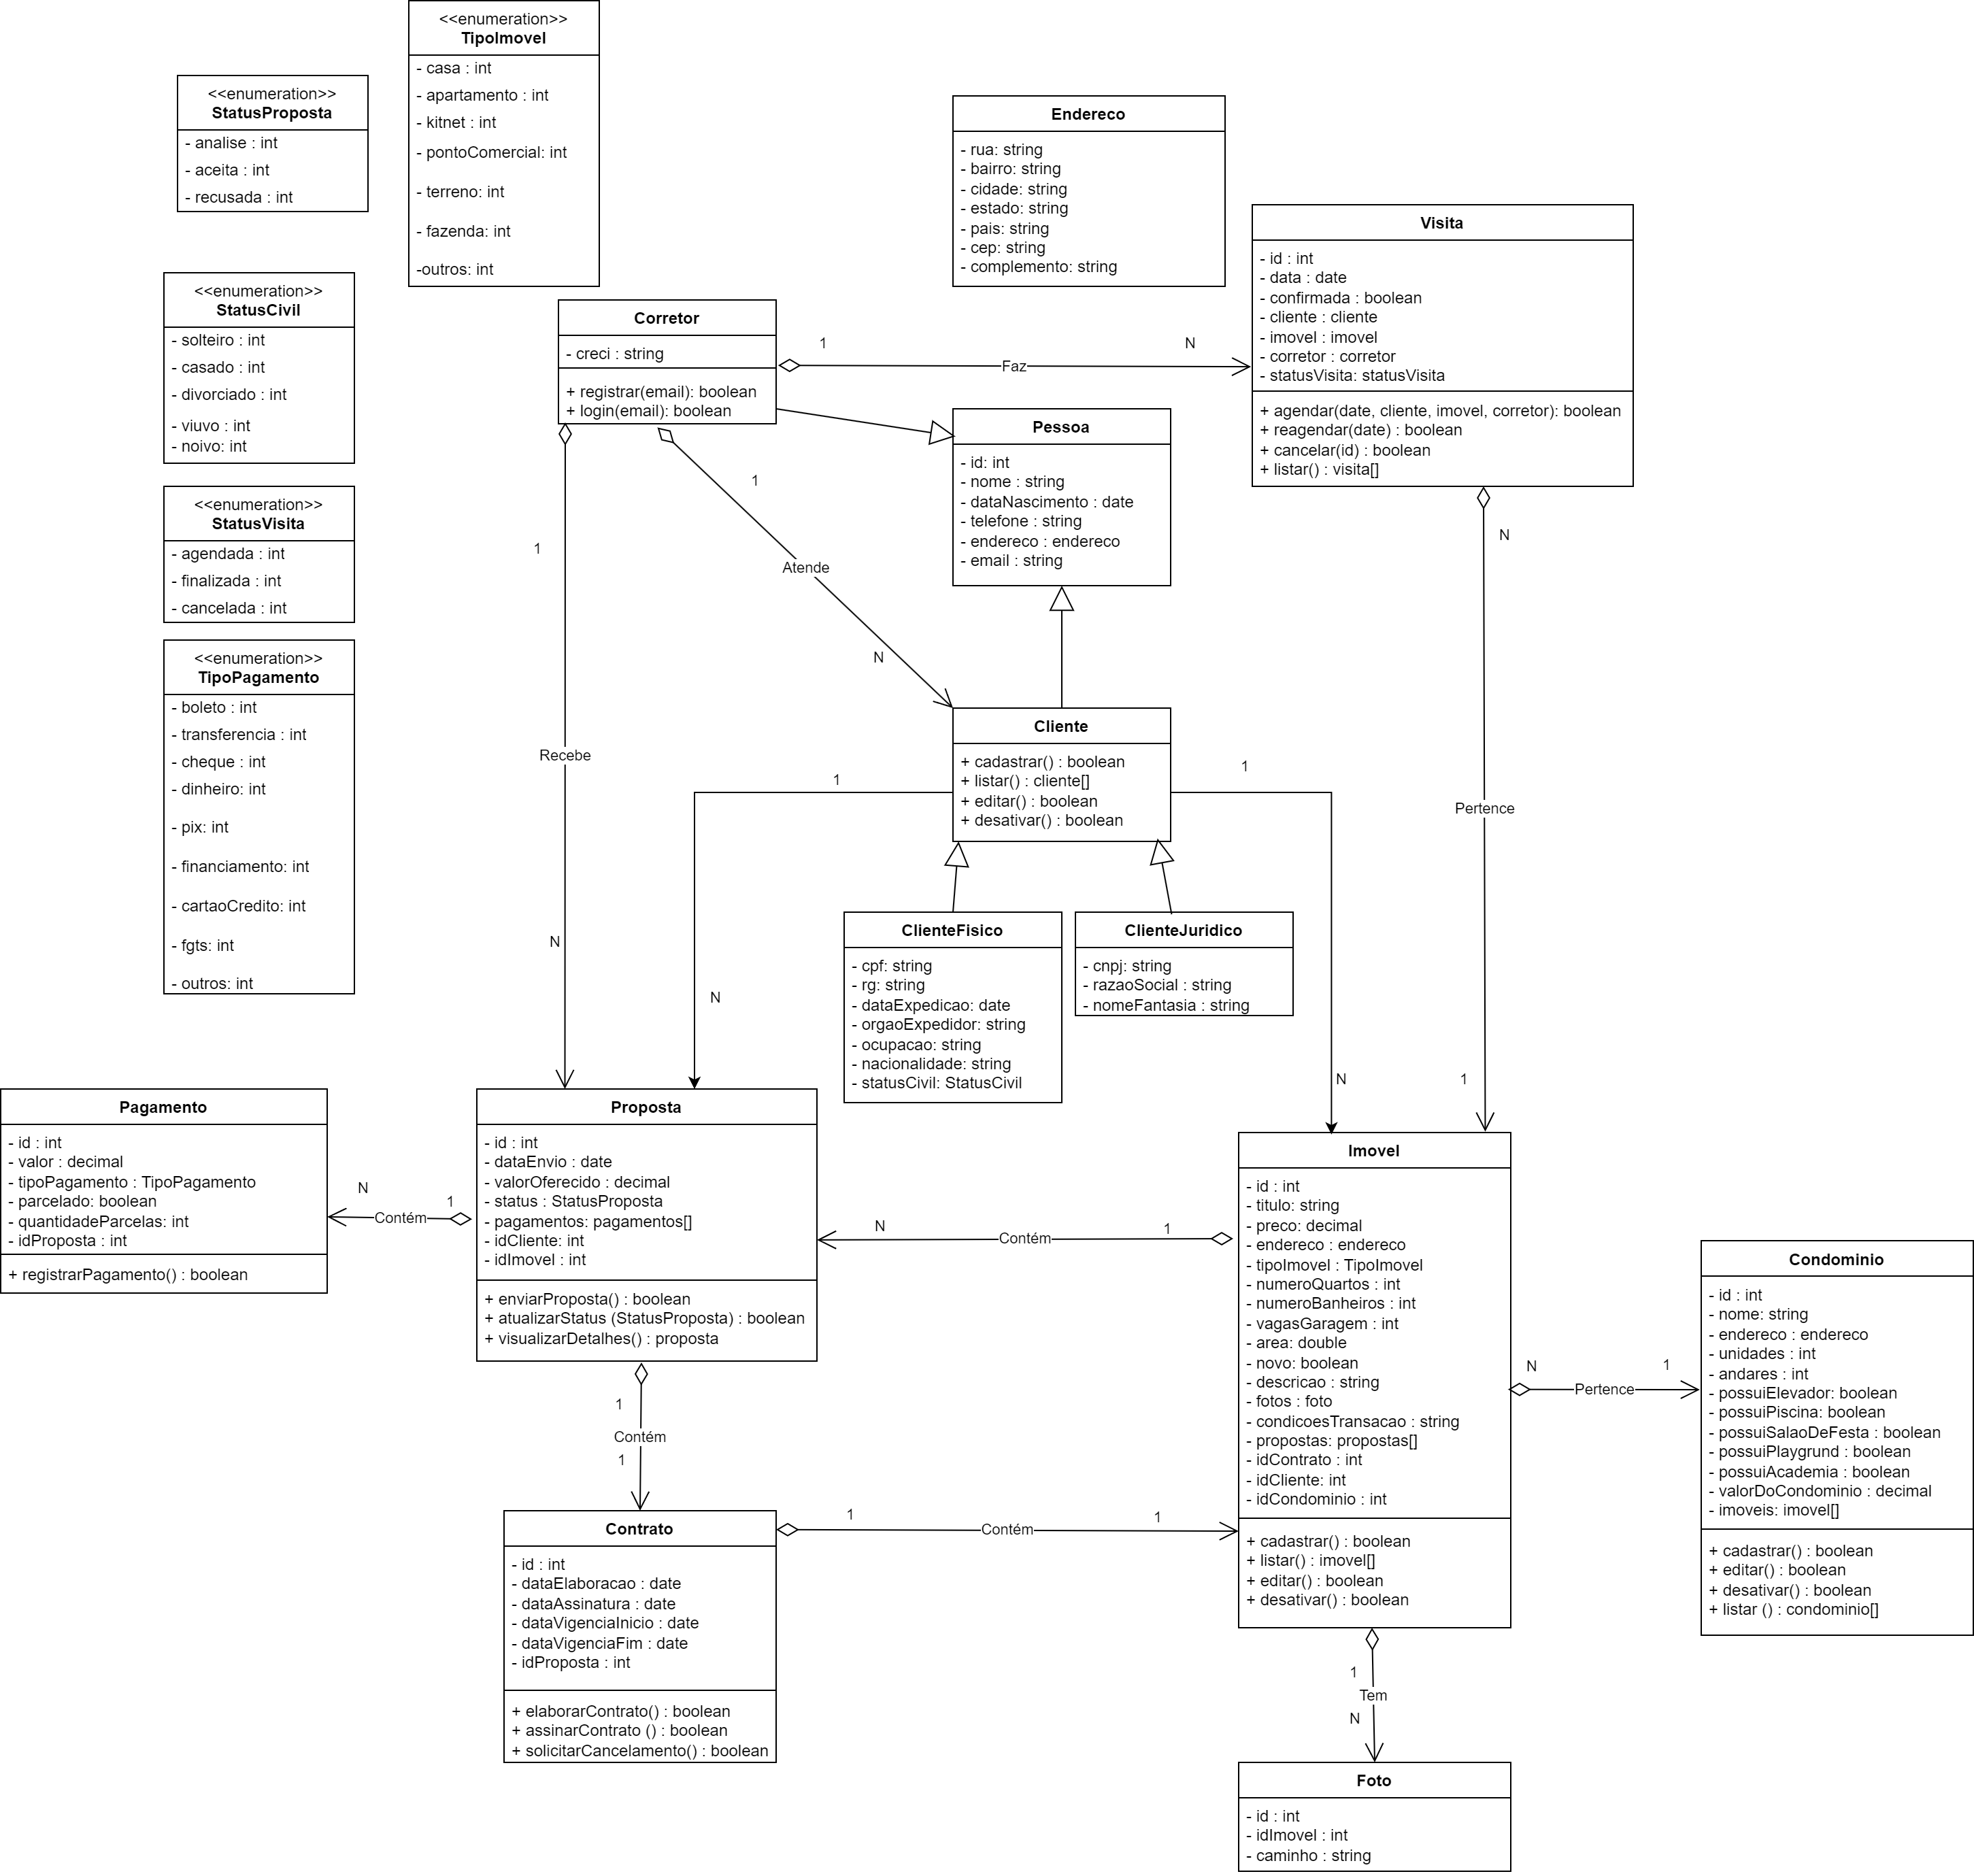 <<enumeration>>
TipoImovel
- casa : int
- apartamento : int
- kitnet : int
- pontoComercial: int
- terreno: int
- fazenda: int
-outros: int
<<enumeration>>
StatusProposta
- analise : int
- aceita : int
- recusada : int
<<enumeration>>
StatusCivil
- solteiro : int
- casado : int
- divorciado : int
- viuvo : int
- noivo: int
<<enumeration>>
StatusVisita
- agendada : int
- finalizada : int
- cancelada : int
<<enumeration>>
TipoPagamento
- boleto : int
- transferencia : int
- cheque : int
- dinheiro: int
- pix: int
- financiamento: int
- cartaoCredito: int
- fgts: int
- outros: int
Endereco
- rua: string
- bairro: string
- cidade: string
- estado: string
- pais: string
- cep: string
- complemento: string
Visita
- id : int
- data : date
- confirmada : boolean
- cliente : cliente
- imovel : imovel
- corretor : corretor
- statusVisita: statusVisita
+ agendar(date, cliente, imovel, corretor): boolean
+ reagendar(date) : boolean
+ cancelar(id) : boolean
+ listar() : visita[]
Corretor
- creci : string
+ registrar(email): boolean
+ login(email): boolean
1
Faz
N
Pessoa
- id: int
- nome : string
- dataNascimento : date
- telefone : string
- endereco : endereco
- email : string
1
Atende
N
1
Recebe
N
N
Pertence
1
Cliente
+ cadastrar() : boolean
+ listar() : cliente[]
+ editar() : boolean
+ desativar() : boolean
1
N
1
N
ClienteFisico
- cpf: string
- rg: string
- dataExpedicao: date
- orgaoExpedidor: string
- ocupacao: string
- nacionalidade: string
- statusCivil: StatusCivil
ClienteJuridico
- cnpj: string
- razaoSocial : string
- nomeFantasia : string
Pagamento
- id : int
- valor : decimal
- tipoPagamento : TipoPagamento
- parcelado: boolean
- quantidadeParcelas: int
- idProposta : int
+ registrarPagamento() : boolean
N
Contém
1
Proposta
- id : int
- dataEnvio : date
- valorOferecido : decimal
- status : StatusProposta
- pagamentos: pagamentos[]
- idCliente: int
- idImovel : int
+ enviarProposta() : boolean
+ atualizarStatus (StatusProposta) : boolean
+ visualizarDetalhes() : proposta
N
Contém
1
Imovel
- id : int
- titulo: string
- preco: decimal
- endereco : endereco
- tipoImovel : TipoImovel
- numeroQuartos : int
- numeroBanheiros : int
- vagasGaragem : int
- area: double
- novo: boolean
- descricao : string
- fotos : foto
- condicoesTransacao : string
- propostas: propostas[]
- idContrato : int
- idCliente: int
- idCondominio : int
+ cadastrar() : boolean
+ listar() : imovel[]
+ editar() : boolean
+ desativar() : boolean
N
Pertence
1
Condominio
- id : int
- nome: string
- endereco : endereco
- unidades : int
- andares : int
- possuiElevador: boolean
- possuiPiscina: boolean
- possuiSalaoDeFesta : boolean
- possuiPlaygrund : boolean
- possuiAcademia : boolean
- valorDoCondominio : decimal
- imoveis: imovel[]
+ cadastrar() : boolean
+ editar() : boolean
+ desativar() : boolean
+ listar () : condominio[]
1
Contém
1
Contrato
- id : int
- dataElaboracao : date
- dataAssinatura : date
- dataVigenciaInicio : date
- dataVigenciaFim : date
- idProposta : int
+ elaborarContrato() : boolean
+ assinarContrato () : boolean
+ solicitarCancelamento() : boolean
1
Contém
1
1
Tem
N
Foto
- id : int
- idImovel : int
- caminho : string